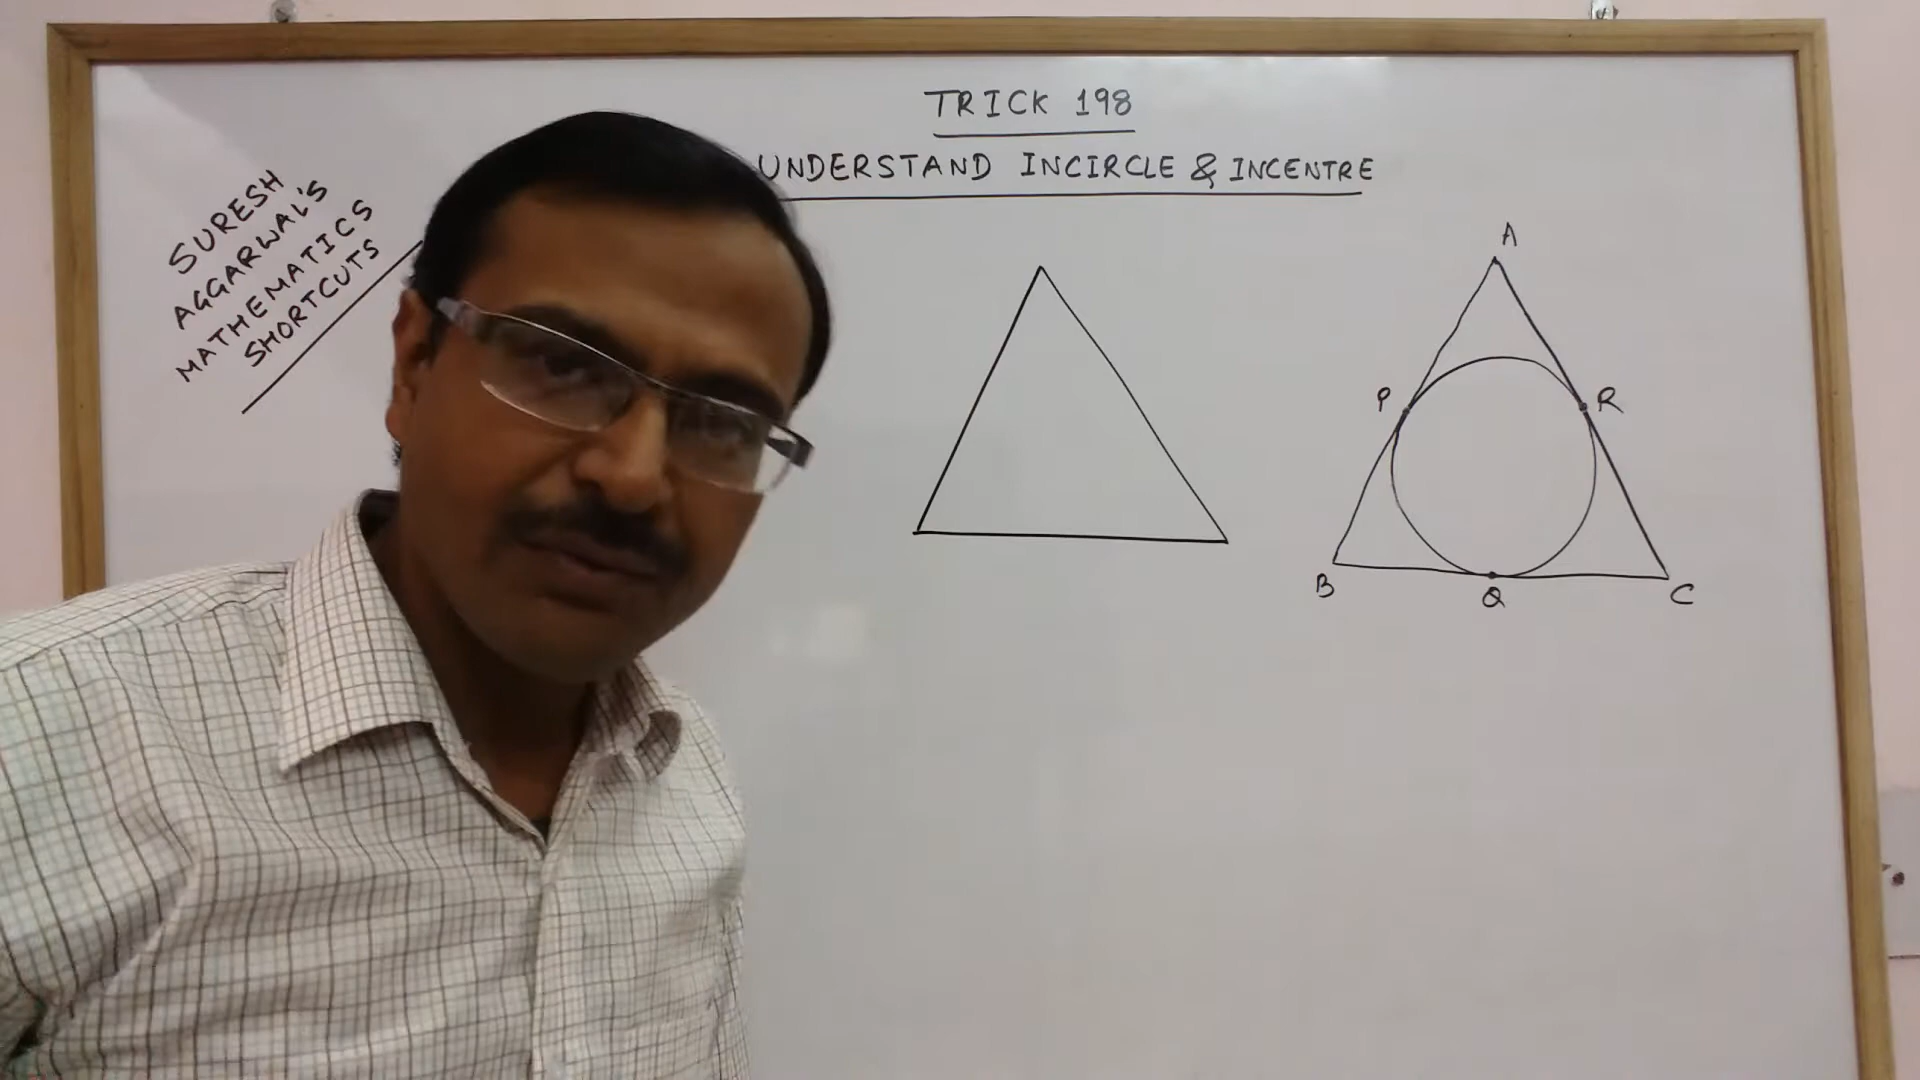 TRICK 198
UNDERSTAND INCIRCLE & INCENTRE
SURESH
AGGARWAL'S
MATHEMATICS
SHORTCUTS
A
P
R
B
Q
C